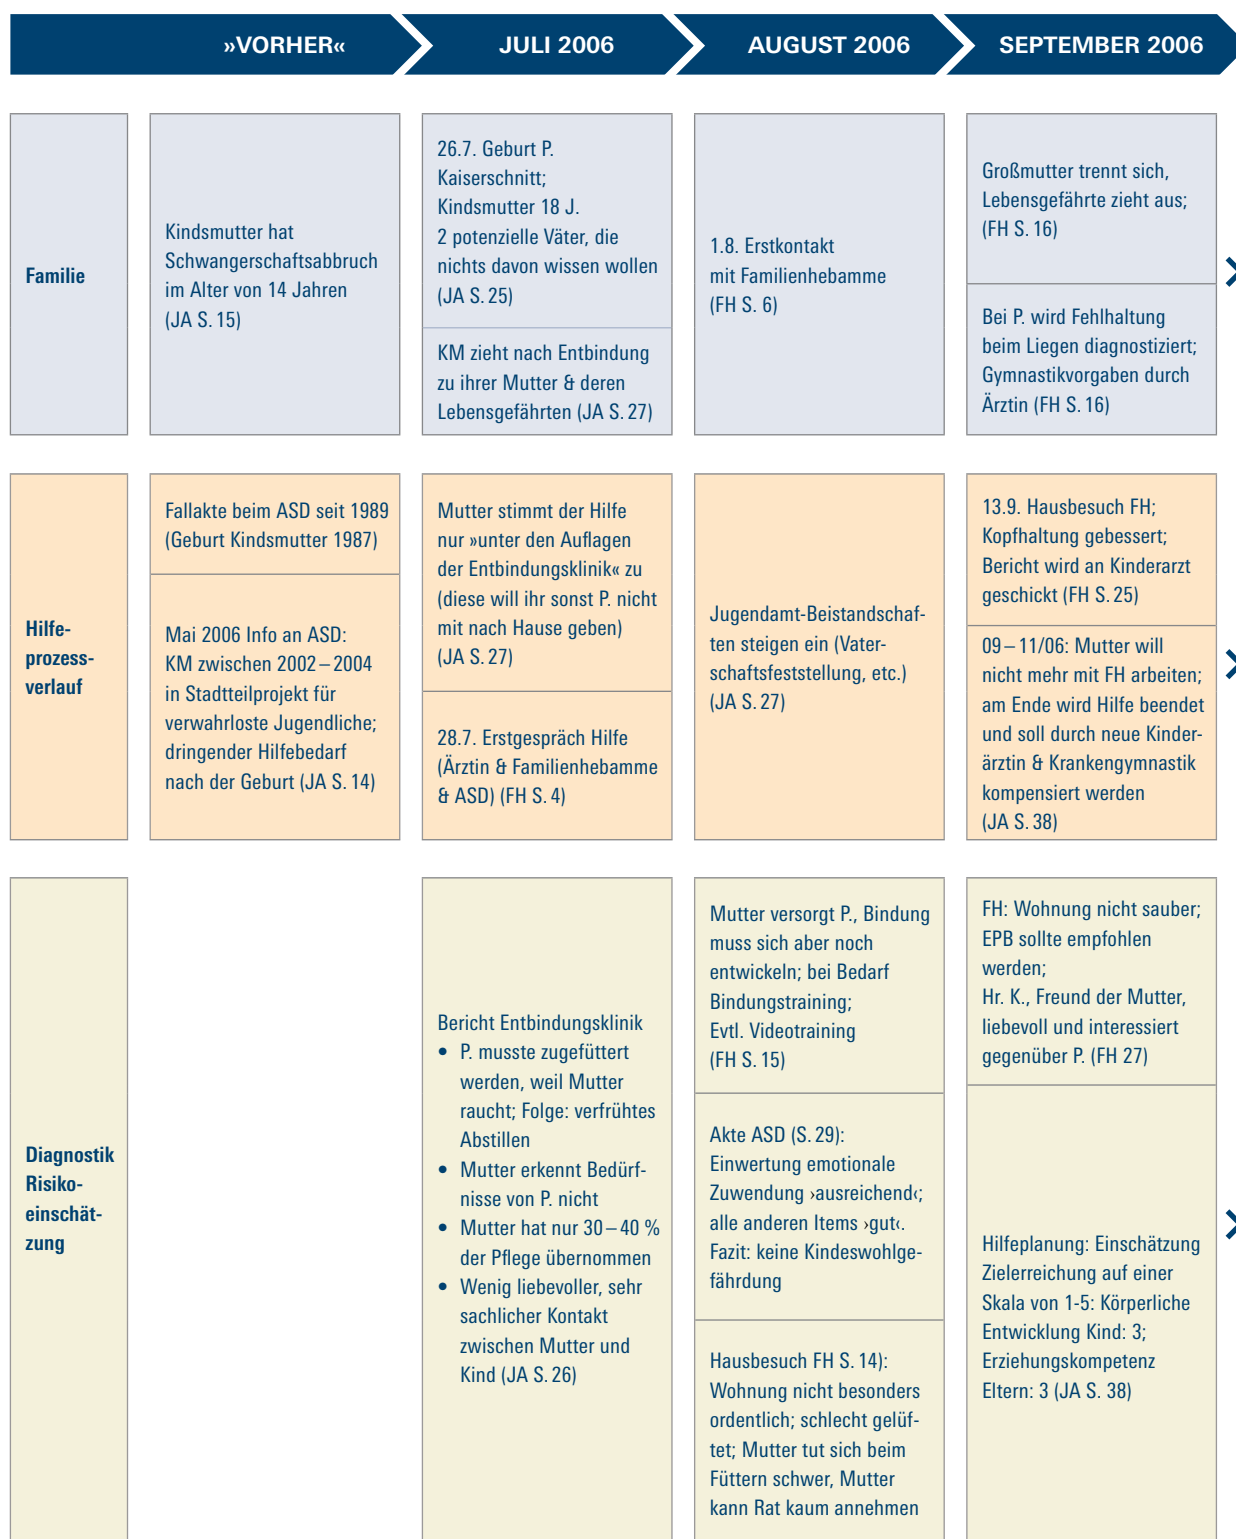 »VORHER«
JULI 2006
AUGUST 2006
SEPTEMBER 2006
Familie
Kindsmutter hat
Schwangerschaftsabbruch
im Alter von 14 Jahren
(JA S. 15)
26.7. Geburt P.
Kaiserschnitt;
Kindsmutter 18 J.
2 potenzielle Väter, die
nichts davon wissen wollen
(JA S. 25)
KM zieht nach Entbindung
zu ihrer Mutter & deren
Lebensgefährten (JA S. 27)
1.8. Erstkontakt
mit Familienhebamme
(FH S. 6)
Großmutter trennt sich,
Lebensgefährte zieht aus;
(FH S. 16)
Bei P. wird Fehlhaltung
beim Liegen diagnostiziert;
Gymnastikvorgaben durch
Ärztin (FH S. 16)
Hilfe-
prozess-
verlauf
Fallakte beim ASD seit 1989
(Geburt Kindsmutter 1987)
Mai 2006 Info an ASD:
KM zwischen 2002 – 2004
in Stadtteilprojekt für
verwahrloste Jugendliche;
dringender Hilfebedarf
nach der Geburt (JA S. 14)
Mutter stimmt der Hilfe
nur »unter den Auflagen
der Entbindungsklinik« zu
(diese will ihr sonst P. nicht
mit nach Hause geben)
(JA S. 27)
28.7. Erstgespräch Hilfe
(Ärztin & Familienhebamme
& ASD) (FH S. 4)
Jugendamt-Beistandschaf-
ten steigen ein (Vater-
schaftsfeststellung, etc.)
(JA S. 27)
13.9. Hausbesuch FH;
Kopfhaltung gebessert;
Bericht wird an Kinderarzt
geschickt (FH S. 25)
09 – 11/06: Mutter will
nicht mehr mit FH arbeiten;
am Ende wird Hilfe beendet
und soll durch neue Kinder-
ärztin & Krankengymnastik
kompensiert werden
(JA S. 38)
Diagnostik
Risiko-
einschät-
zung
Bericht Entbindungsklinik
• P. musste zugefüttert
werden, weil Mutter
raucht; Folge: verfrühtes
Abstillen
• Mutter erkennt Bedürf-
nisse von P. nicht
• Mutter hat nur 30 – 40 %
der Pflege übernommen
• Wenig liebevoller, sehr
sachlicher Kontakt
zwischen Mutter und
Kind (JA S. 26)
Mutter versorgt P., Bindung
muss sich aber noch
entwickeln; bei Bedarf
Bindungstraining;
Evtl. Videotraining
(FH S. 15)
Akte ASD (S. 29):
Einwertung emotionale
Zuwendung ›ausreichend‹;
alle anderen Items ›gut‹.
Fazit: keine Kindeswohlge-
fährdung
Hausbesuch FH S. 14):
Wohnung nicht besonders
ordentlich; schlecht gelüf-
tet; Mutter tut sich beim
Füttern schwer, Mutter
kann Rat kaum annehmen
FH: Wohnung nicht sauber;
EPB sollte empfohlen
werden;
Hr. K., Freund der Mutter,
liebevoll und interessiert
gegenüber P. (FH 27)
Hilfeplanung: Einschätzung
Zielerreichung auf einer
Skala von 1-5: Körperliche
Entwicklung Kind: 3;
Erziehungskompetenz
Eltern: 3 (JA S. 38)